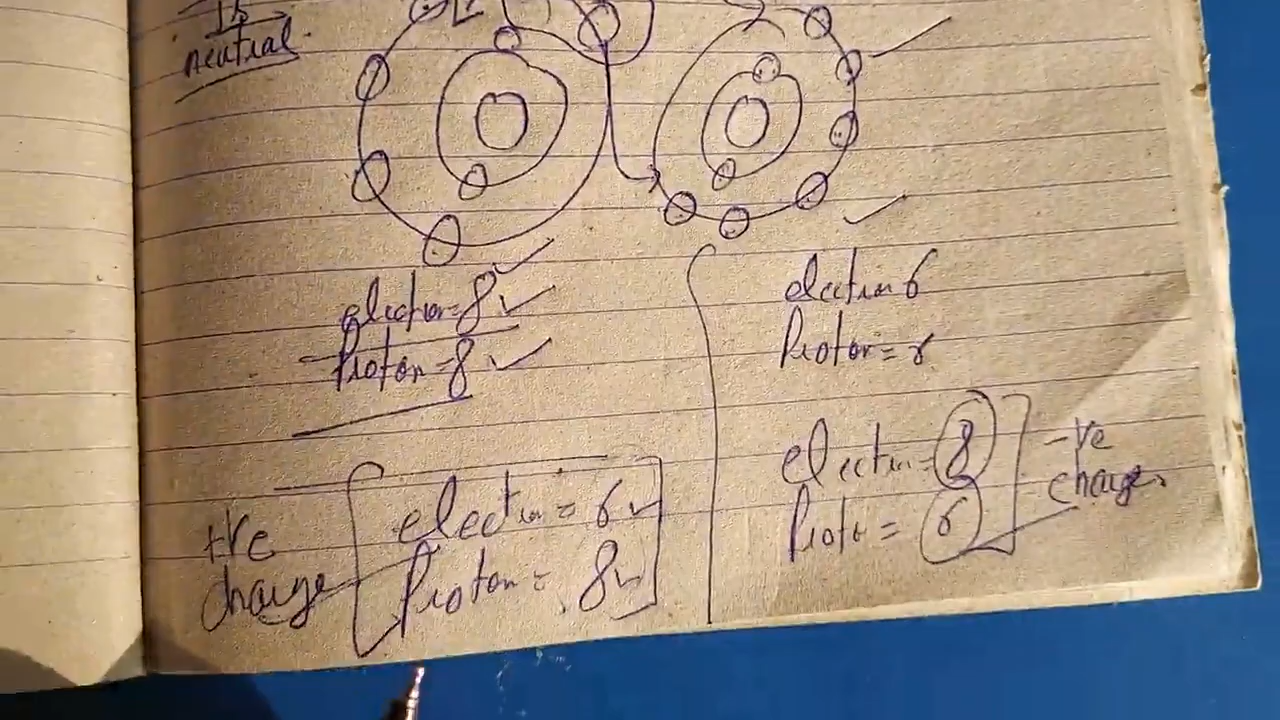 is
neutral.
electron=8
Proton=8
electron 6
Proton=6
electron=8
Proton=6
-ve
charge
+ve
charge
electron=6
Proton=8